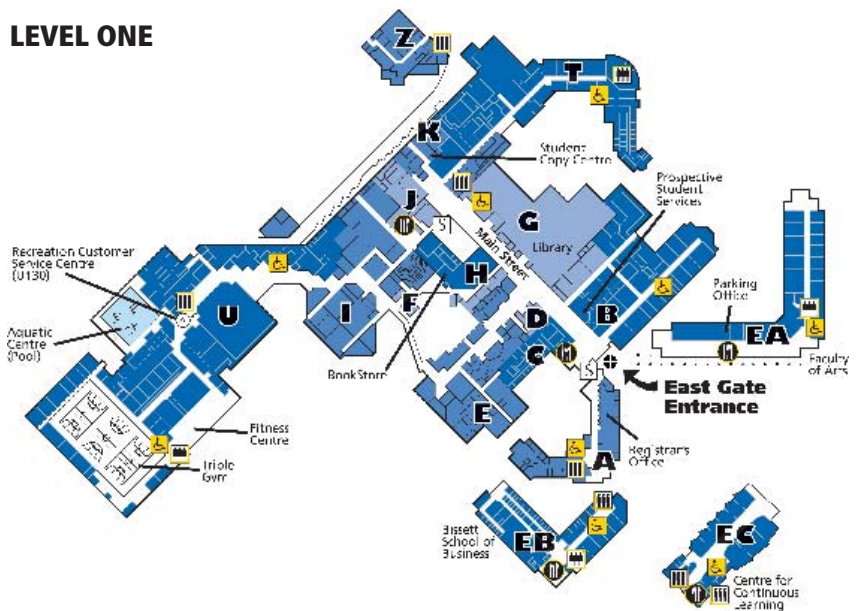 LEVEL ONE
Z
T
K
Student
Copy Centre
Prospective
Student
Services
J
S
G
Library
Main Street
Recreation Customer
Service Centre
(U130)
H
Parking
Office
I
F
D
B
U
EA
Aquatic
Centre
(Pool)
C
BookStore
S
Faculty
of Arts
East Gate
Entrance
E
Fitness
Centre
A
Registrar's
Office
Triple
Gym
Bissett
School of
Business
EB
EC
Centre for
Continuous
Learning